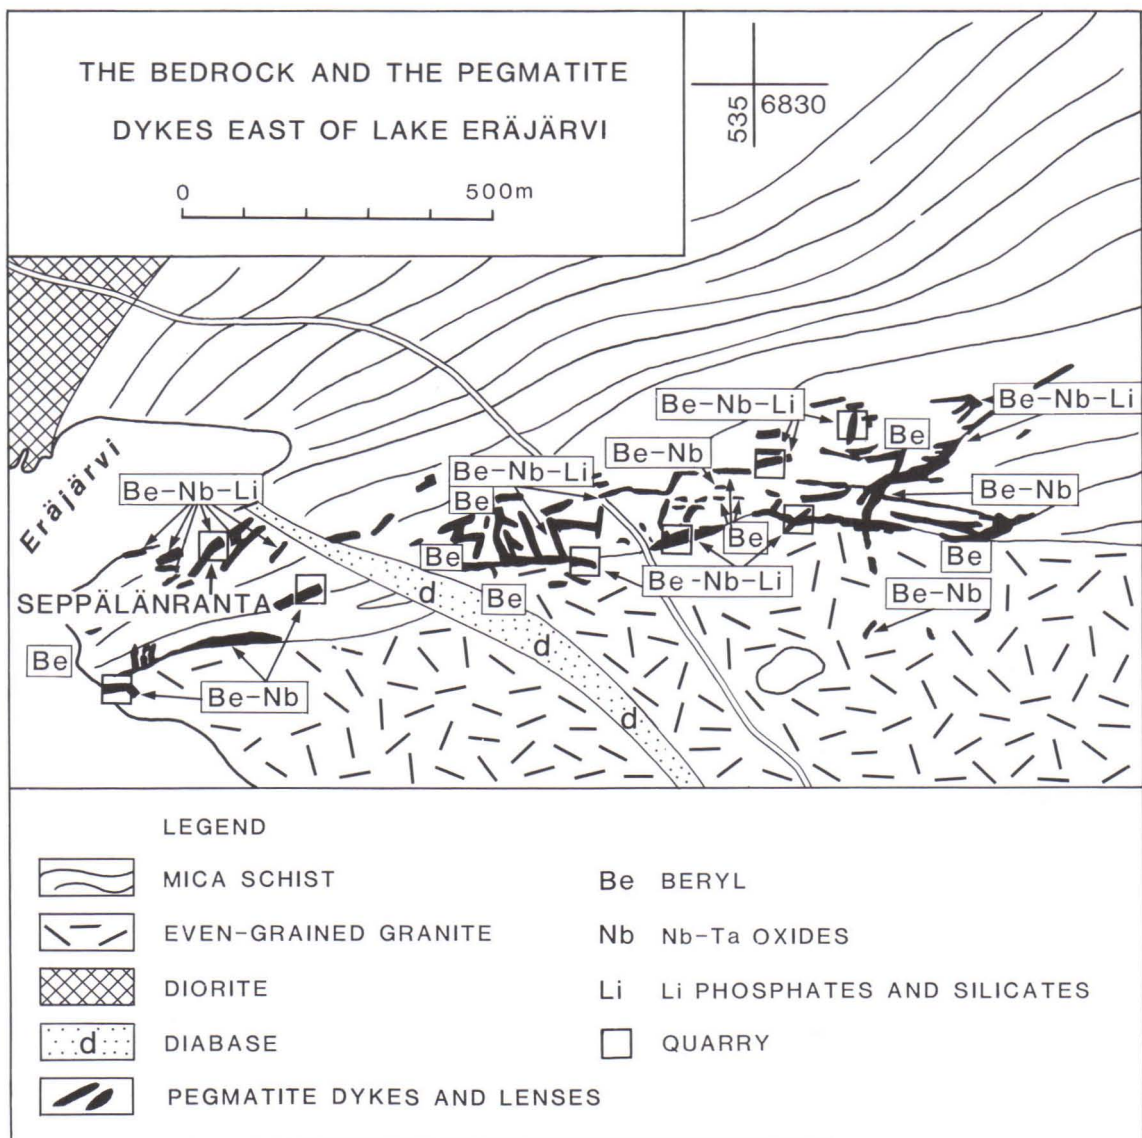 THE BEDROCK AND THE PEGMATITE
DYKES EAST OF LAKE ERÄJÄRVI
0 500m
535 6830
Be-Nb-Li
Be-Nb-Li
Be
Be-Nb
Be-Nb-Li
Be-Nb-Li
Be
Be-Nb
Eräjärvi
Be
Be
Be
Be-Nb-Li
Be
Be-Nb
SEPPÄLÄNRANTA
d
d
d
Be
Be-Nb
LEGEND
MICA SCHIST
EVEN-GRAINED GRANITE
DIORITE
d DIABASE
PEGMATITE DYKES AND LENSES
Be BERYL
Nb Nb-Ta OXIDES
Li Li PHOSPHATES AND SILICATES
QUARRY